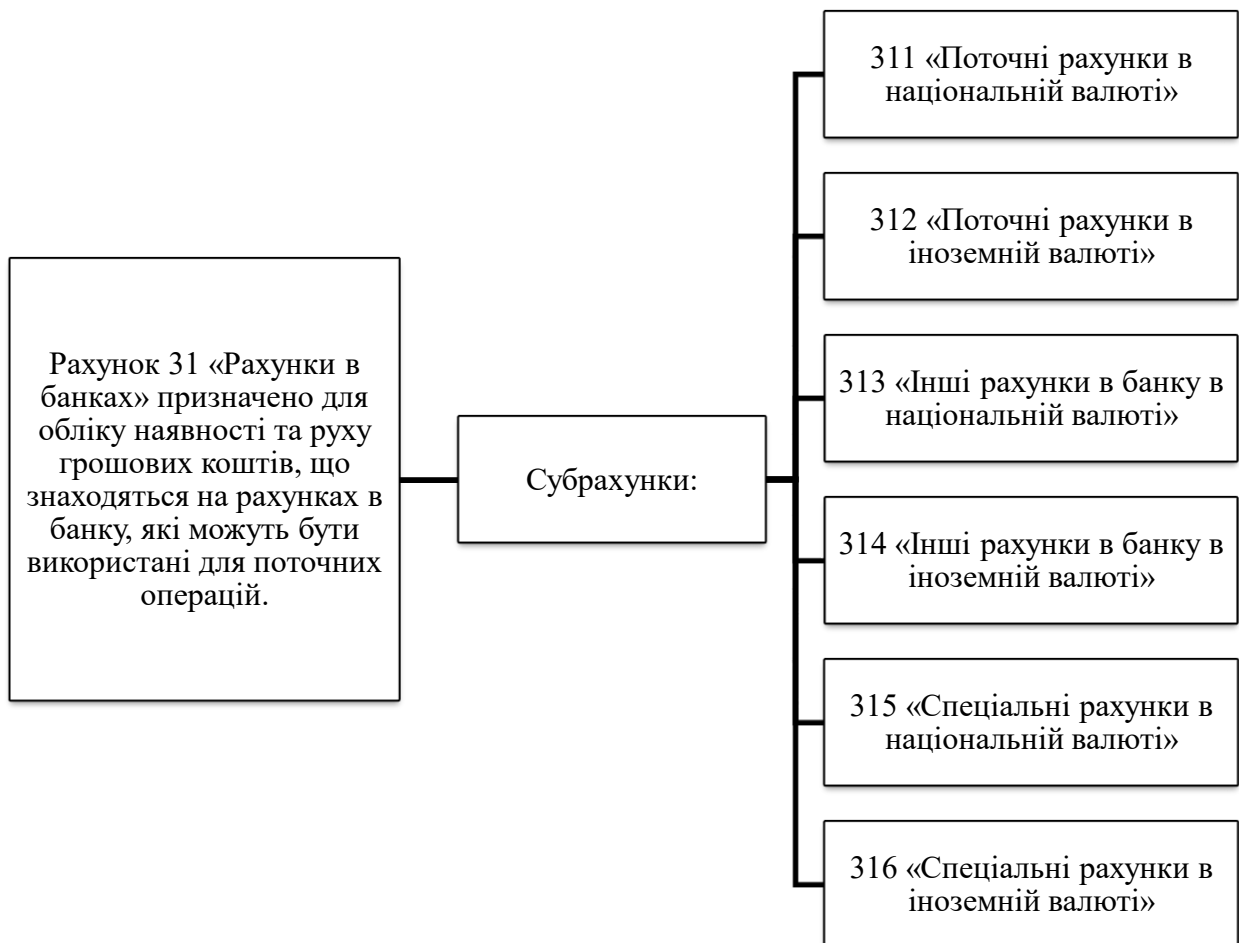 Рахунок 31 «Рахунки в
банках» призначено для
обліку наявності та руху
грошових коштів, що
знаходяться на рахунках в
банку, які можуть бути
використані для поточних
операцій.
Субрахунки:
311 «Поточні рахунки в
національній валюті»
312 «Поточні рахунки в
іноземній валюті»
313 «Інші рахунки в банку в
національній валюті»
314 «Інші рахунки в банку в
іноземній валюті»
315 «Спеціальні рахунки в
національній валюті»
316 «Спеціальні рахунки в
іноземній валюті»